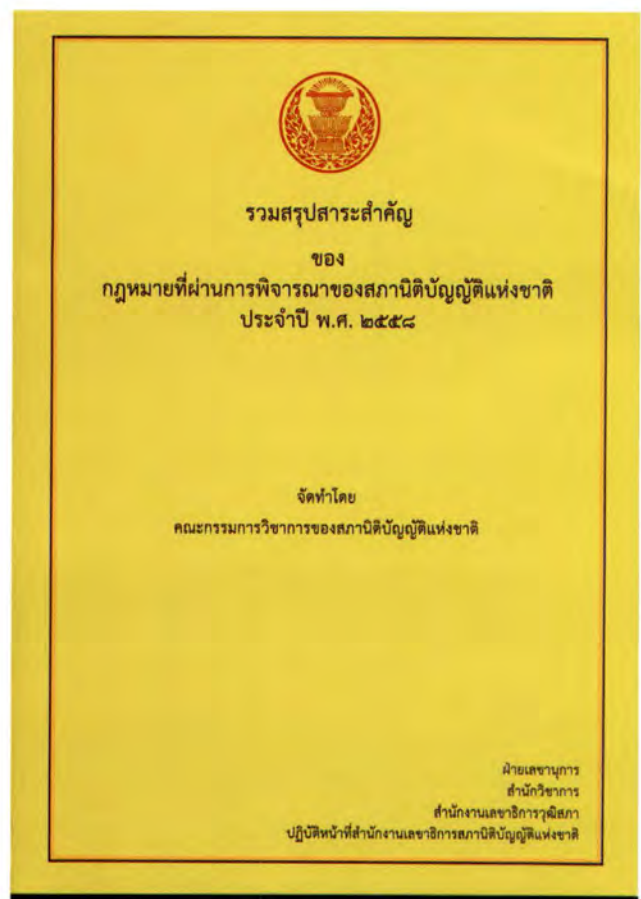 รวมสรุปสาระสำคัญ
ของ
กฎหมายที่ผ่านการพิจารณาของสภานิติบัญญัติแห่งชาติ
ประจำปี พ.ศ. ๒๕๕๘
จัดทำโดย
คณะกรรมการวิชาการของสภานิติบัญญัติแห่งชาติ
ฝ่ายเลขานุการ
สำนักวิชาการ
สำนักงานเลขาธิการวุฒิสภา
ปฏิบัติหน้าที่สำนักงานเลขาธิการสภานิติบัญญัติแห่งชาติ